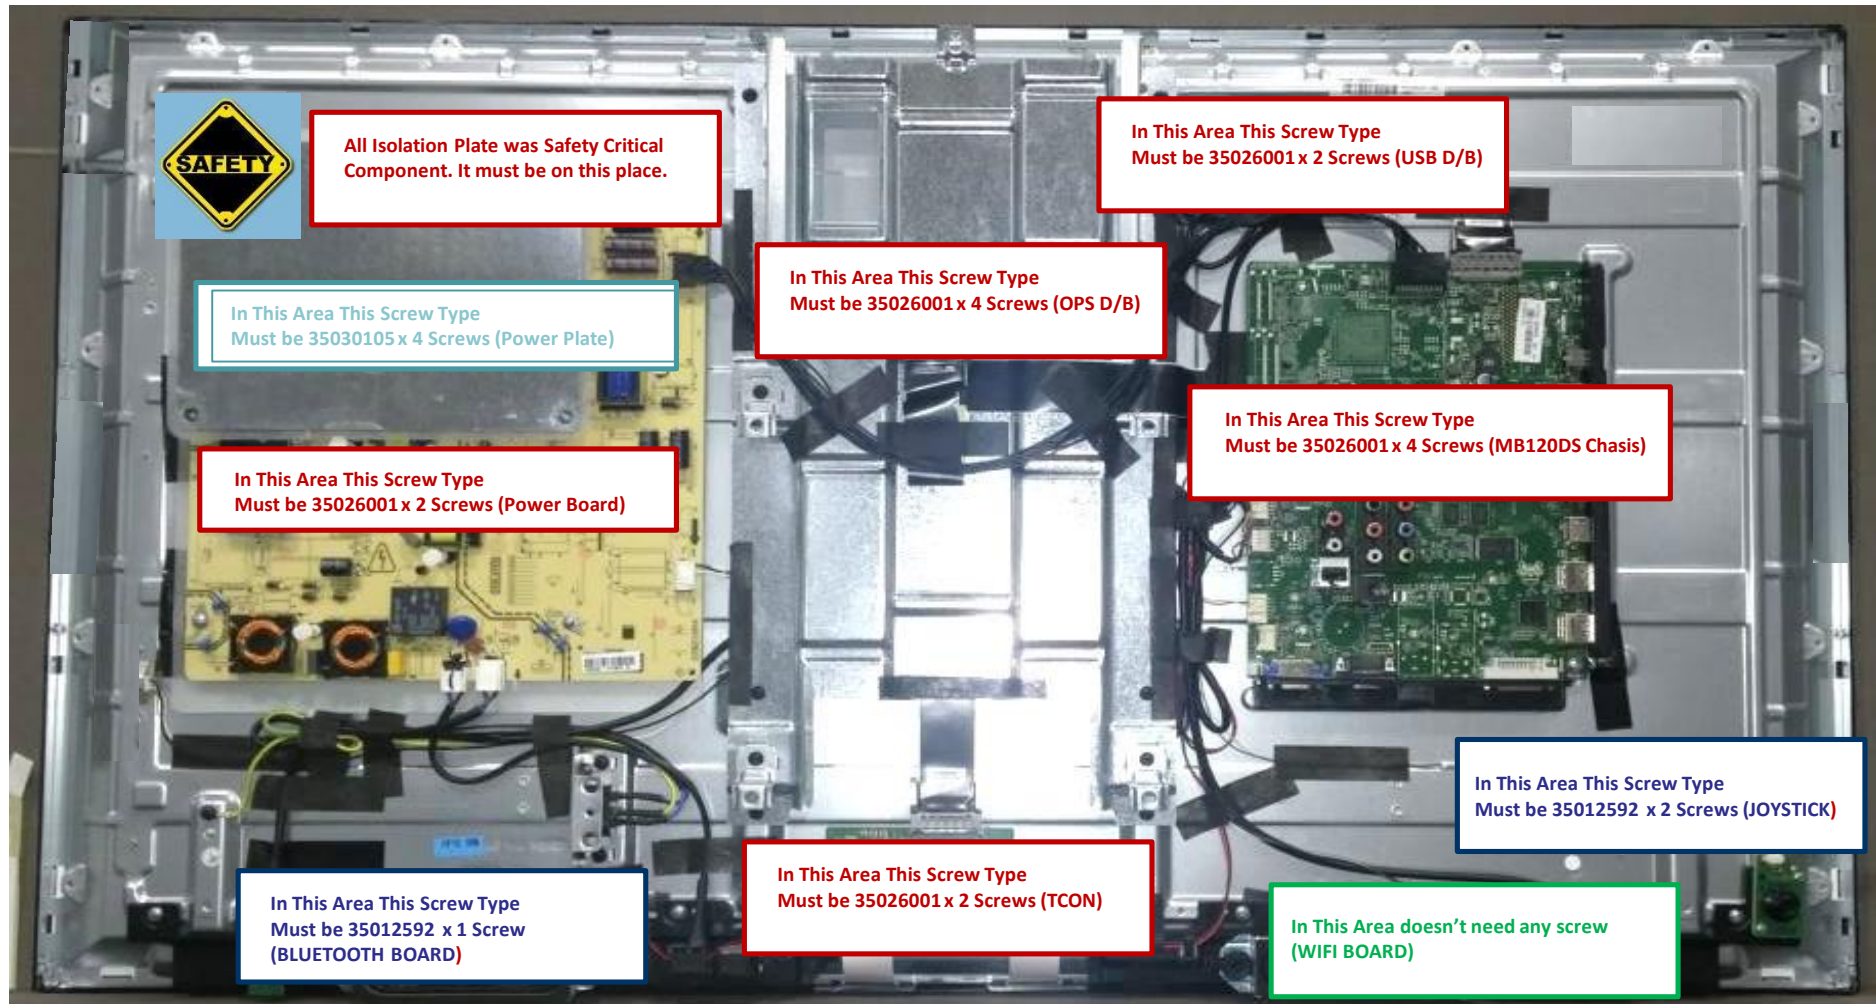 SAFETY
All Isolation Plate was Safety Critical
Component. It must be on this place.
In This Area This Screw Type
Must be 35026001 x 2 Screws (USB D/B)
In This Area This Screw Type
Must be 35026001 x 4 Screws (OPS D/B)
In This Area This Screw Type
Must be 35030105 x 4 Screws (Power Plate)
In This Area This Screw Type
Must be 35026001 x 4 Screws (MB120DS Chasis)
In This Area This Screw Type
Must be 35026001 x 2 Screws (Power Board)
In This Area This Screw Type
Must be 35012592 x 2 Screws (JOYSTICK)
In This Area This Screw Type
Must be 35026001 x 2 Screws (TCON)
In This Area This Screw Type
Must be 35012592 x 1 Screw
(BLUETOOTH BOARD)
In This Area doesn't need any screw
(WIFI BOARD)